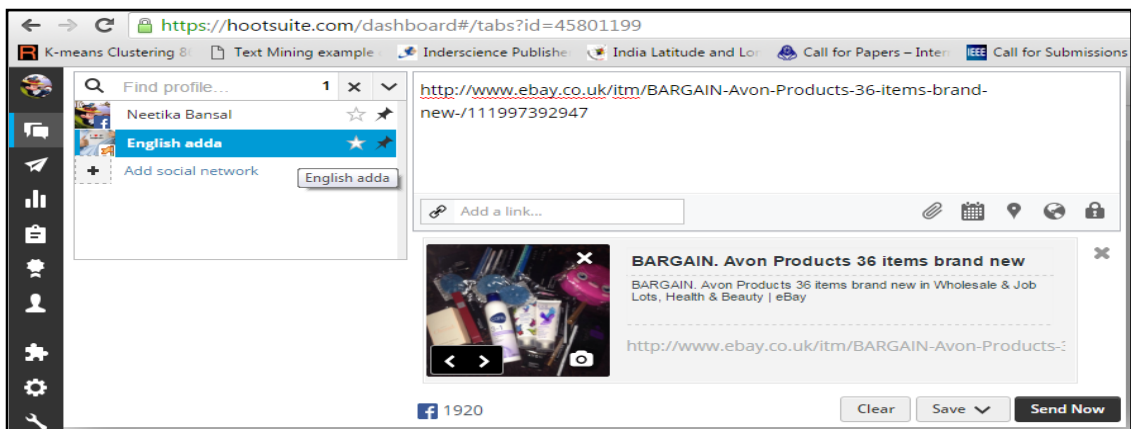 https://hootsuite.com/dashboard#/tabs?id=45801199
K-means Clustering 8 Text Mining example Inderscience Publishe India Latitude and Lor Call for Papers – Inter IEEE Call for Submissions
Find profile... 1
Neetika Bansal
English adda
Add social network
English adda
http://www.ebay.co.uk/itm/BARGAIN-Avon-Products-36-items-brand-
new-/111997392947
Add a link...
BARGAIN. Avon Products 36 items brand new
BARGAIN. Avon Products 36 items brand new in Wholesale & Job
Lots, Health & Beauty | eBay
http://www.ebay.co.uk/itm/BARGAIN-Avon-Products-3
1920
Clear Save Send Now